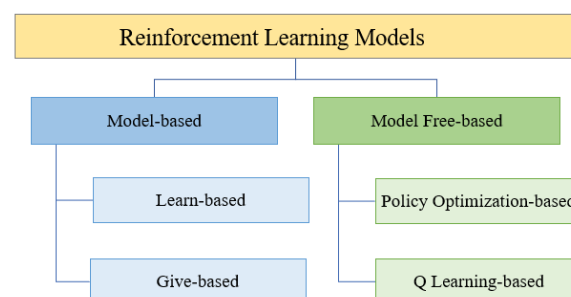 Reinforcement Learning Models
Model-based
Model Free-based
Learn-based
Policy Optimization-based
Give-based
Q Learning-based